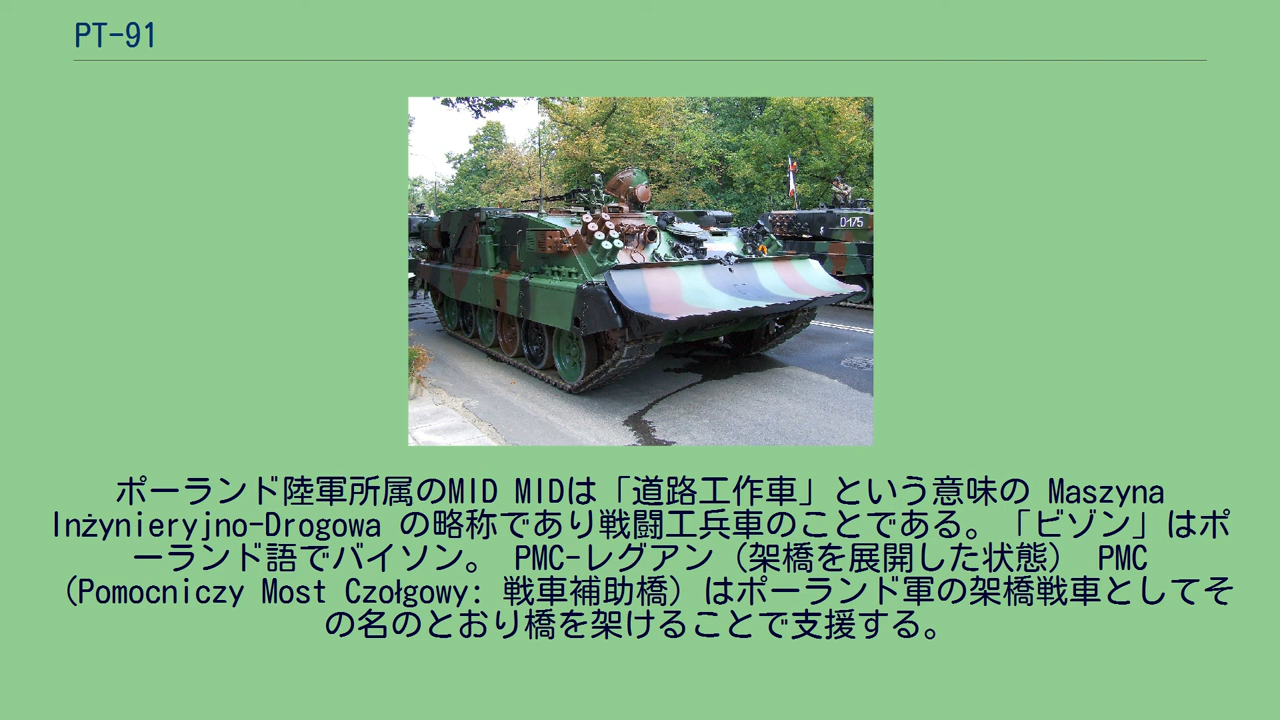 PT-91
D-175
ポーランド陸軍所属のMID MIDは「道路工作車」という意味の Maszyna
Inżynieryjno-Drogowa の略称であり戦闘工兵車のことである。「ビゾン」はポ
ーランド語でバイソン。 PMC-レグアン（架橋を展開した状態） PMC
（Pomocniczy Most Czołgowy: 戦車補助橋）はポーランド軍の架橋戦車としてそ
の名のとおり橋を架けることで支援する。